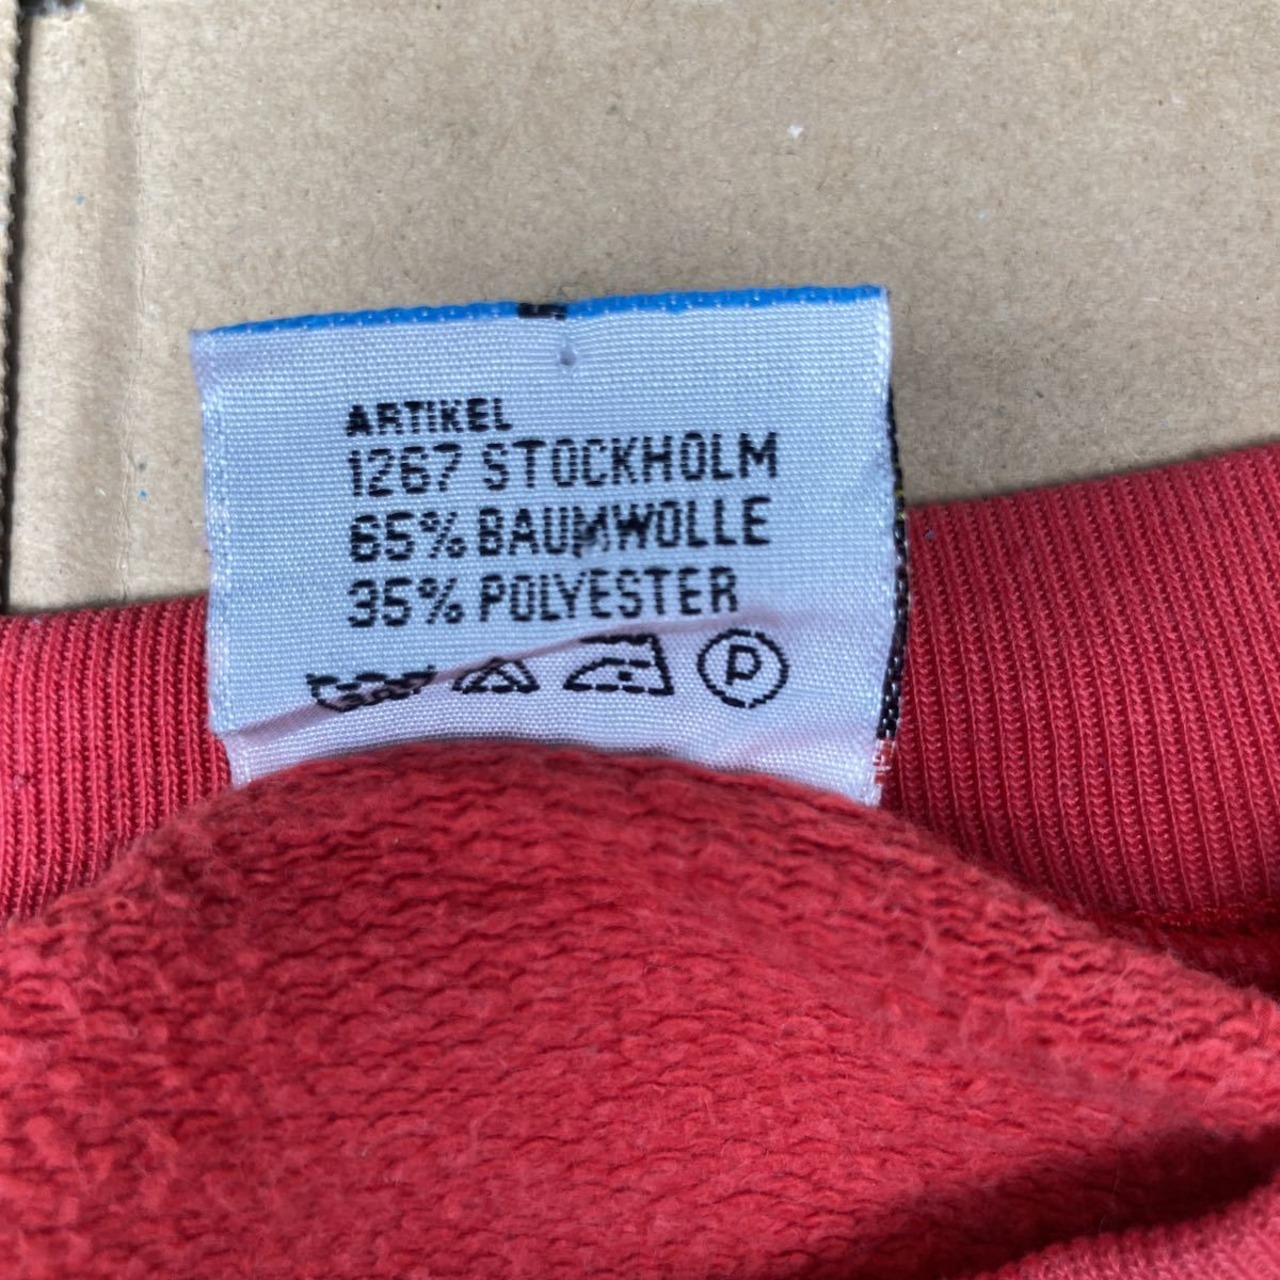 ARTIKEL
1267 STOCKHOLM
65% BAUMWOLLE
35% POLYESTER
P